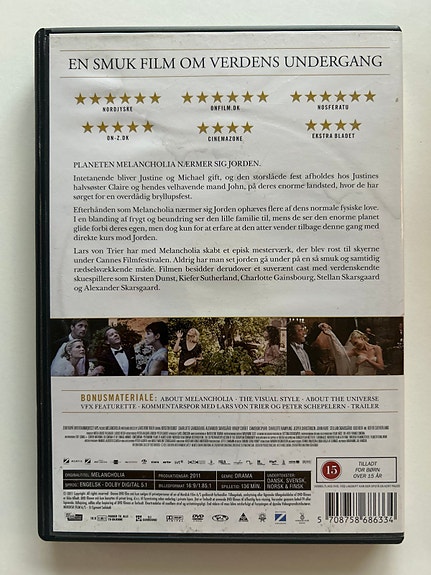 EN SMUK FILM OM VERDENS UNDERGANG
NORDJYSKE
ONFILM.DK
NOSFERATU
ON-Z.DK
CINEMAZONE
EKSTRA BLADET
PLANETEN MELANCHOLIA NÆRMER SIG JORDEN.
Intetanende bliver Justine og Michael gift, og den storslåede fest afholdes hos Justines
halvsøster Claire og hendes velhavende mand John, på deres enorme landsted, hvor de har
sørget for en overdådig bryllupsfest.
Efterhånden som Melancholia nærmer sig Jorden ophæves flere af dens normale fysiske love.
I en blanding af frygt og beundring ser den lille familie til, mens de ser den enorme planet
glide forbi deres egen, men dog kun for at erfare at den atter vender tilbage denne gang med
direkte kurs mod Jorden.
Lars von Trier har med Melancholia skabt et episk mesterværk, der blev rost til skyerne
under Cannes Filmfestivalen. Aldrig har man set jorden gå under på en så smuk og samtidig
rædselsvækkende måde. Filmen besidder derudover et suverænt cast med verdenskendte
skuespillere som Kirsten Dunst, Kiefer Sutherland, Charlotte Gainsbourg, Stellan Skarsgaard
og Alexander Skarsgaard.
BONUSMATERIALE: ABOUT MELANCHOLIA - THE VISUAL STYLE - ABOUT THE UNIVERSE
VFX FEATURETTE - KOMMENTARSPOR MED LARS VON TRIER OG PETER SCHEPELERN - TRAILER
ORIGINALTITEL: MELANCHOLIA
PRODUKTIONSÅR: 2011
GENRE: DRAMA
UNDERTEKSTER: DANSK, SVENSK, NORSK & FINSK
SPROG: ENGELSK - DOLBY DIGITAL 5.1
BILLEDFORMAT: 16:9/1.85:1
SPILLETID: 136 MIN.
15
TILLADT
FOR BØRN
OVER 15 ÅR
5 708758 686334